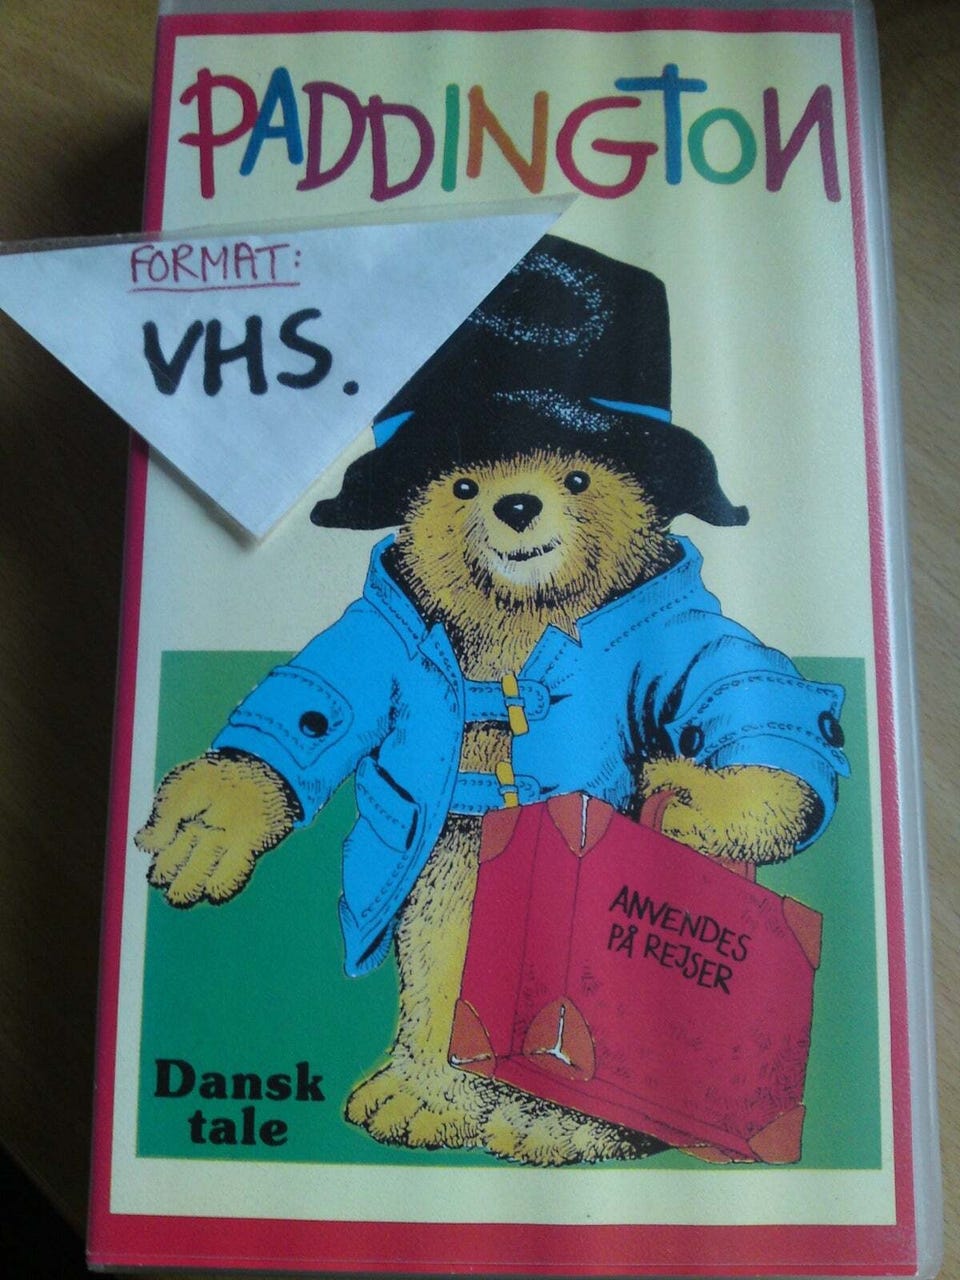 PADDINGTON
FORMAT:
VHS.
ANVENDES
PÅ REJSER
Dansk
tale